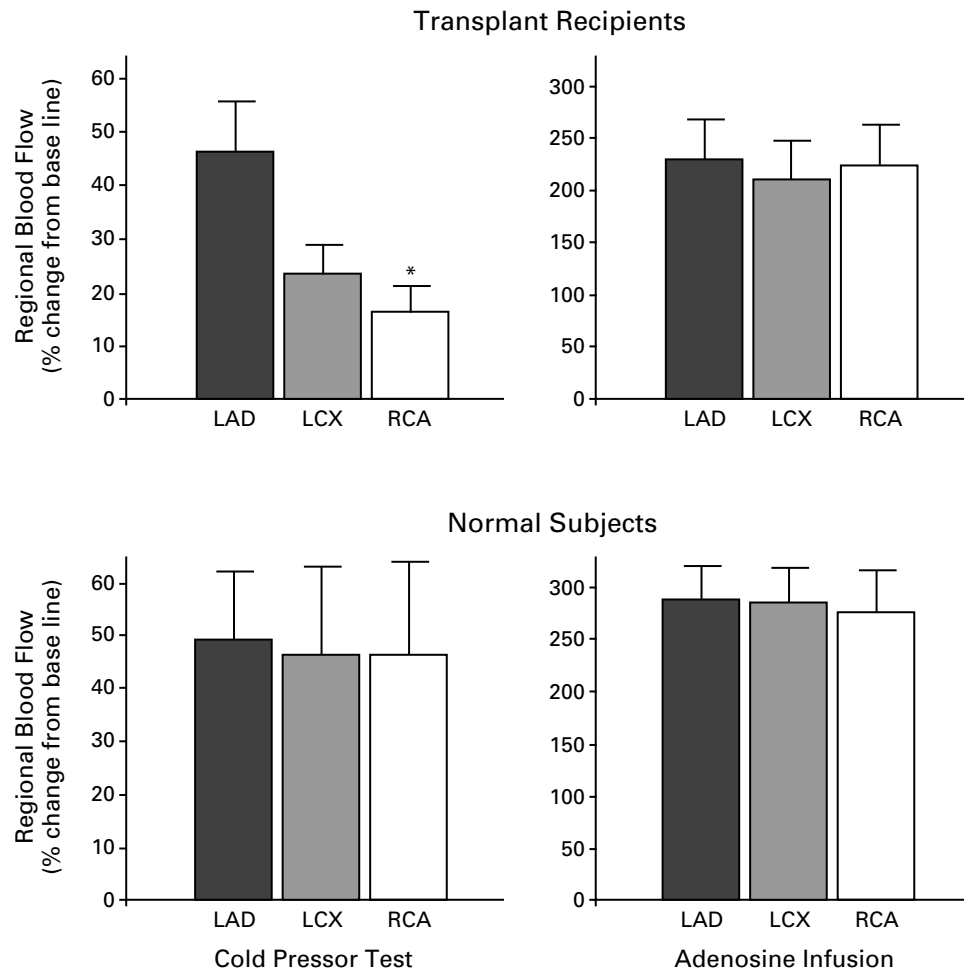 Transplant Recipients
Regional Blood Flow
(% change from base line)
60
50
40
30
20
10
0
*
LAD LCX RCA
300
250
200
150
100
50
0
LAD LCX RCA
Normal Subjects
Regional Blood Flow
(% change from base line)
60
50
40
30
20
10
0
LAD LCX RCA
Cold Pressor Test
300
250
200
150
100
50
0
LAD LCX RCA
Adenosine Infusion